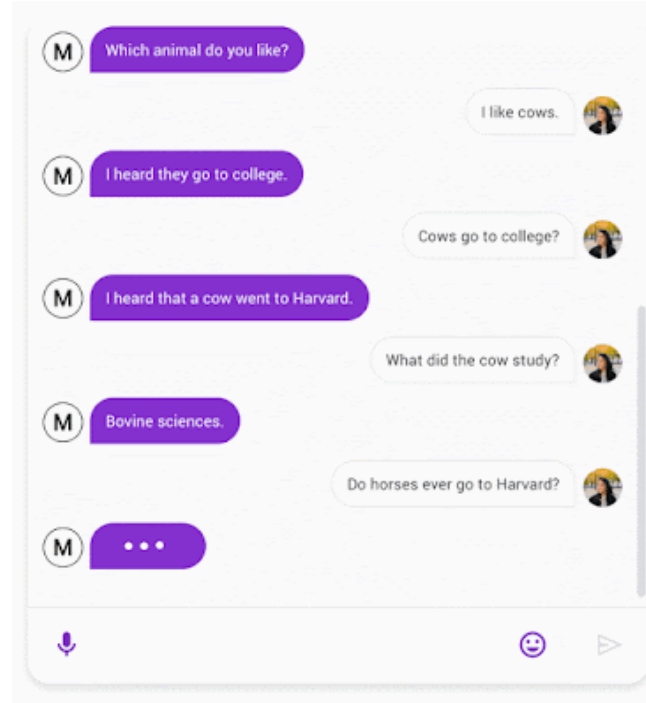 M Which animal do you like?
I like cows.
M I heard they go to college.
Cows go to college?
M I heard that a cow went to Harvard.
What did the cow study?
M Bovine sciences.
Do horses ever go to Harvard?
M